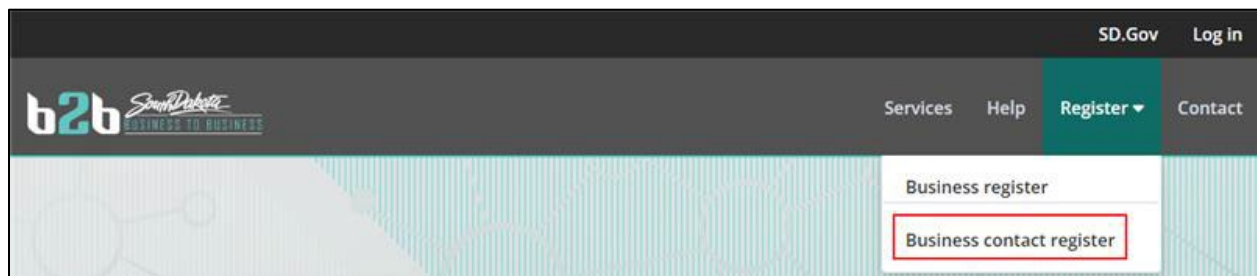 SD.Gov Log in
b2b South Dakota
BUSINESS TO BUSINESS
Services Help Register Contact
Business register
Business contact register